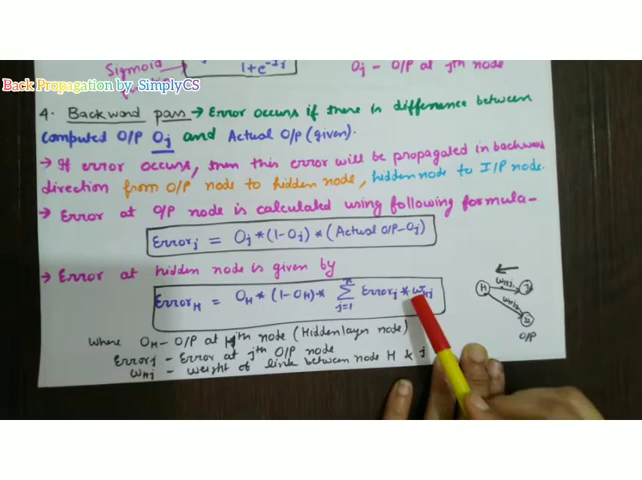 Sigmoid
1+e^-Ij
Oj - O/P at jth node
Back Propagation by SimplyCS
4. Backward pass → Error occurs if there is difference between
computed O/P Oj and Actual O/P (given).
→ If error occurs, then this error will be propagated in backward
direction from O/P node to hidden node, hidden node to I/P node.
→ Error at O/P node is calculated using following formula-
Errorj = Oj * (1-Oj) * (Actual O/P-Oj)
→ Error at hidden node is given by
ErrorH = OH * (1-OH) * Σ n j=1 Errorj * wHj
H
O/P
where OH - O/P at Hth node (Hidden layer node)
Errorj - Error at jth O/P node
wHj - weight of link between node H & j